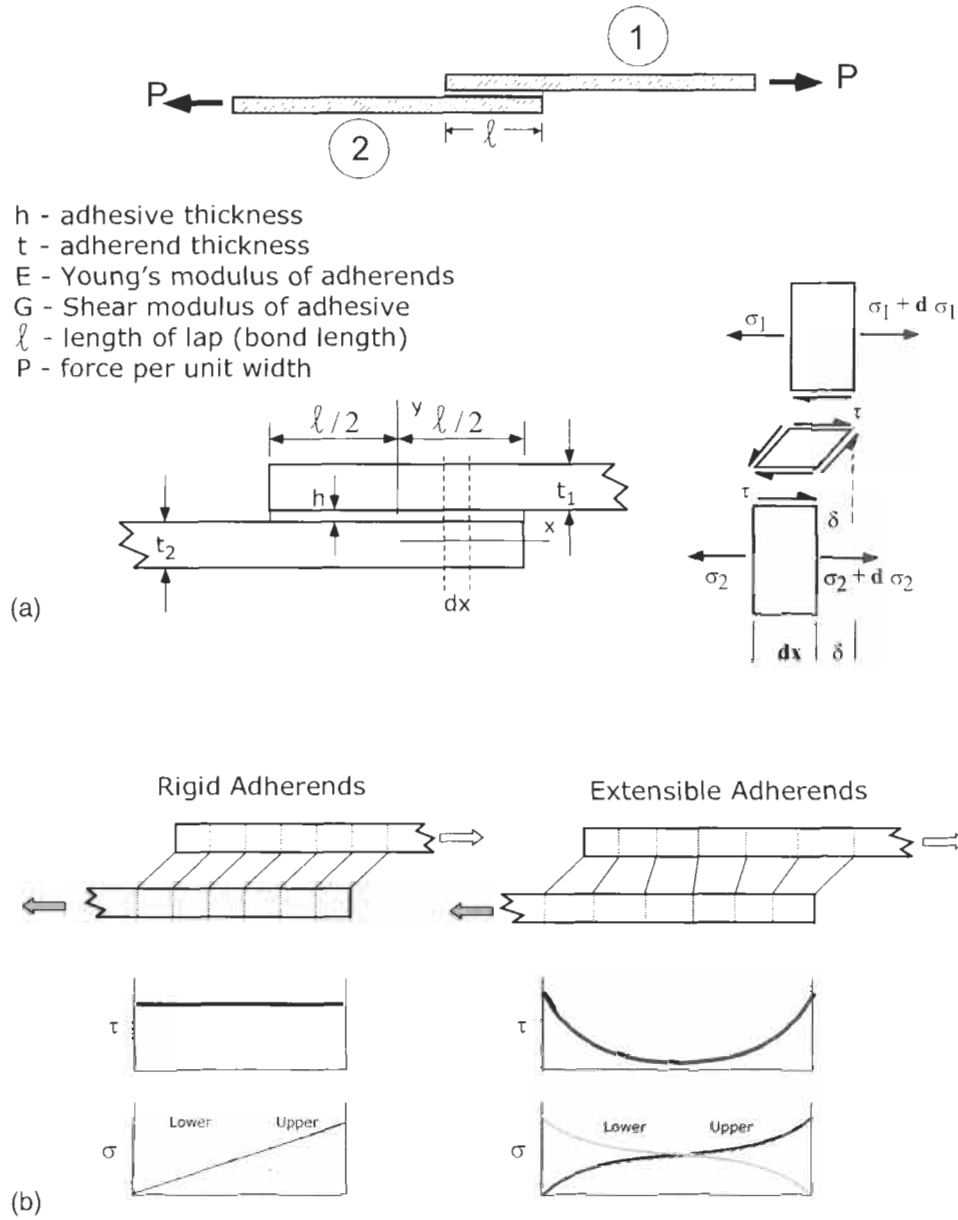 1
P
P
2
ℓ
h - adhesive thickness
t - adherend thickness
E - Young's modulus of adherends
G - Shear modulus of adhesive
ℓ - length of lap (bond length)
P - force per unit width
σ1
σ1 + d σ1
τ
τ
δ
σ2
σ2 + d σ2
dx
δ
ℓ/2
y
ℓ/2
h
t1
t2
x
dx
(a)
Rigid Adherends
Extensible Adherends
τ
τ
Lower
Upper
σ
Lower
Upper
σ
(b)